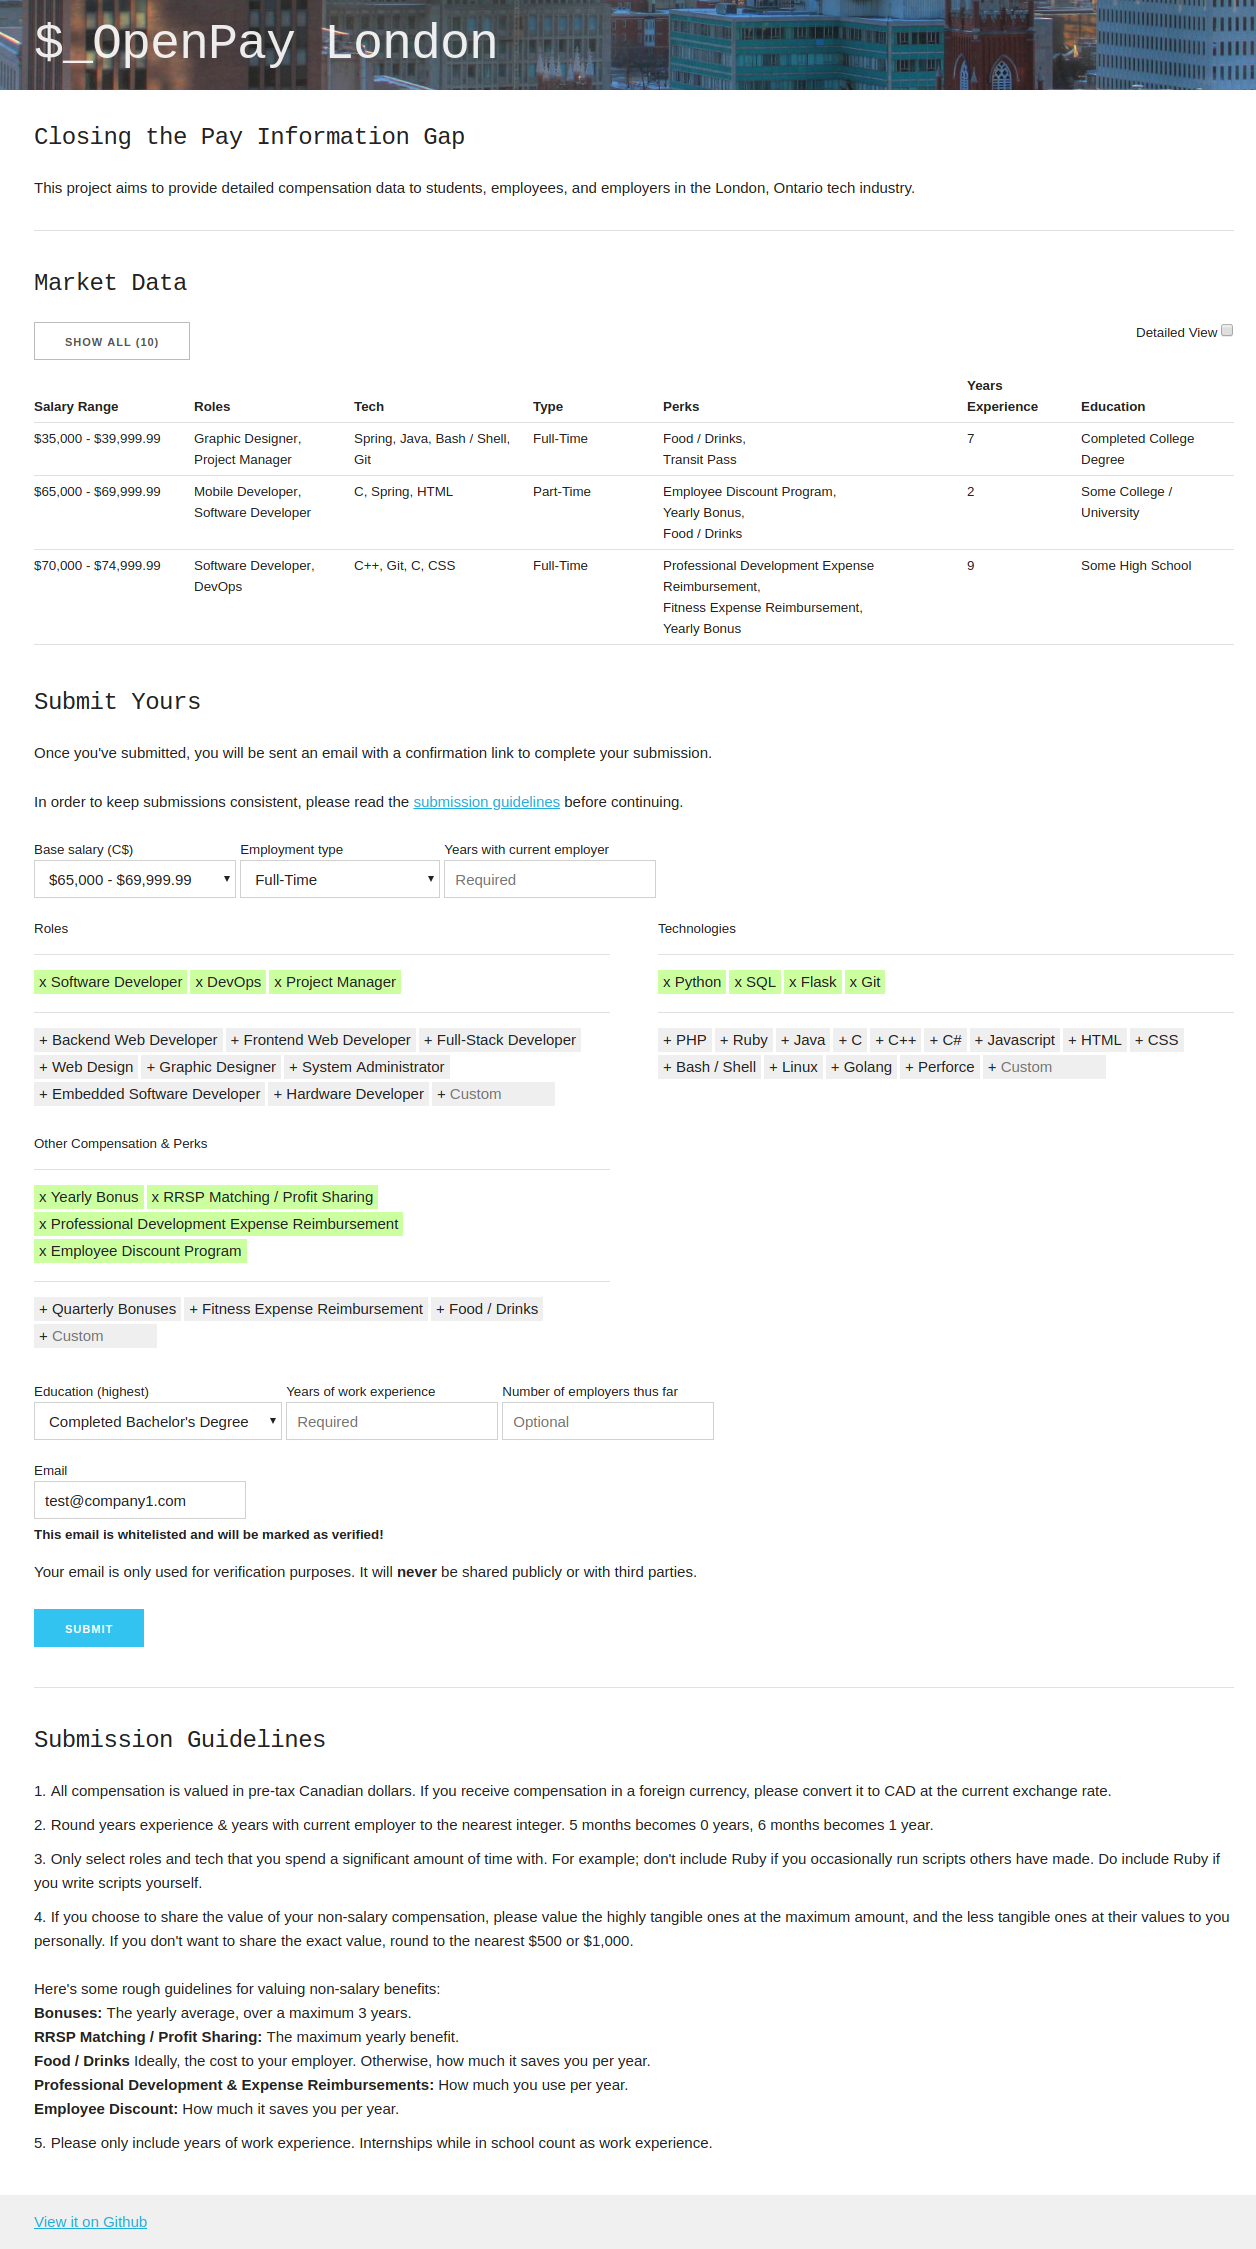 $_OpenPay London
Closing the Pay Information Gap
This project aims to provide detailed compensation data to students, employees, and employers in the London, Ontario tech industry.
Market Data
SHOW ALL (10)
Detailed View
Salary Range Roles Tech Type Perks Years Experience Education
$35,000 - $39,999.99 Graphic Designer, Project Manager Spring, Java, Bash / Shell, Git Full-Time Food / Drinks, Transit Pass 7 Completed College Degree
$65,000 - $69,999.99 Mobile Developer, Software Developer C, Spring, HTML Part-Time Employee Discount Program, Yearly Bonus, Food / Drinks 2 Some College / University
$70,000 - $74,999.99 Software Developer, DevOps C++, Git, C, CSS Full-Time Professional Development Expense Reimbursement, Fitness Expense Reimbursement, Yearly Bonus 9 Some High School
Submit Yours
Once you've submitted, you will be sent an email with a confirmation link to complete your submission.
In order to keep submissions consistent, please read the submission guidelines before continuing.
Base salary (C$) Employment type Years with current employer
$65,000 - $69,999.99 Full-Time Required
Roles
x Software Developer x DevOps x Project Manager
+ Backend Web Developer + Frontend Web Developer + Full-Stack Developer
+ Web Design + Graphic Designer + System Administrator
+ Embedded Software Developer + Hardware Developer + Custom
Technologies
x Python x SQL x Flask x Git
+ PHP + Ruby + Java + C + C++ + C# + Javascript + HTML + CSS
+ Bash / Shell + Linux + Golang + Perforce + Custom
Other Compensation & Perks
x Yearly Bonus x RRSP Matching / Profit Sharing
x Professional Development Expense Reimbursement
x Employee Discount Program
+ Quarterly Bonuses + Fitness Expense Reimbursement + Food / Drinks
+ Custom
Education (highest) Years of work experience Number of employers thus far
Completed Bachelor's Degree Required Optional
Email
test@company1.com
This email is whitelisted and will be marked as verified!
Your email is only used for verification purposes. It will never be shared publicly or with third parties.
SUBMIT
Submission Guidelines
1. All compensation is valued in pre-tax Canadian dollars. If you receive compensation in a foreign currency, please convert it to CAD at the current exchange rate.
2. Round years experience & years with current employer to the nearest integer. 5 months becomes 0 years, 6 months becomes 1 year.
3. Only select roles and tech that you spend a significant amount of time with. For example; don't include Ruby if you occasionally run scripts others have made. Do include Ruby if
you write scripts yourself.
4. If you choose to share the value of your non-salary compensation, please value the highly tangible ones at the maximum amount, and the less tangible ones at their values to you
personally. If you don't want to share the exact value, round to the nearest $500 or $1,000.
Here's some rough guidelines for valuing non-salary benefits:
Bonuses: The yearly average, over a maximum 3 years.
RRSP Matching / Profit Sharing: The maximum yearly benefit.
Food / Drinks Ideally, the cost to your employer. Otherwise, how much it saves you per year.
Professional Development & Expense Reimbursements: How much you use per year.
Employee Discount: How much it saves you per year.
5. Please only include years of work experience. Internships while in school count as work experience.
View it on Github